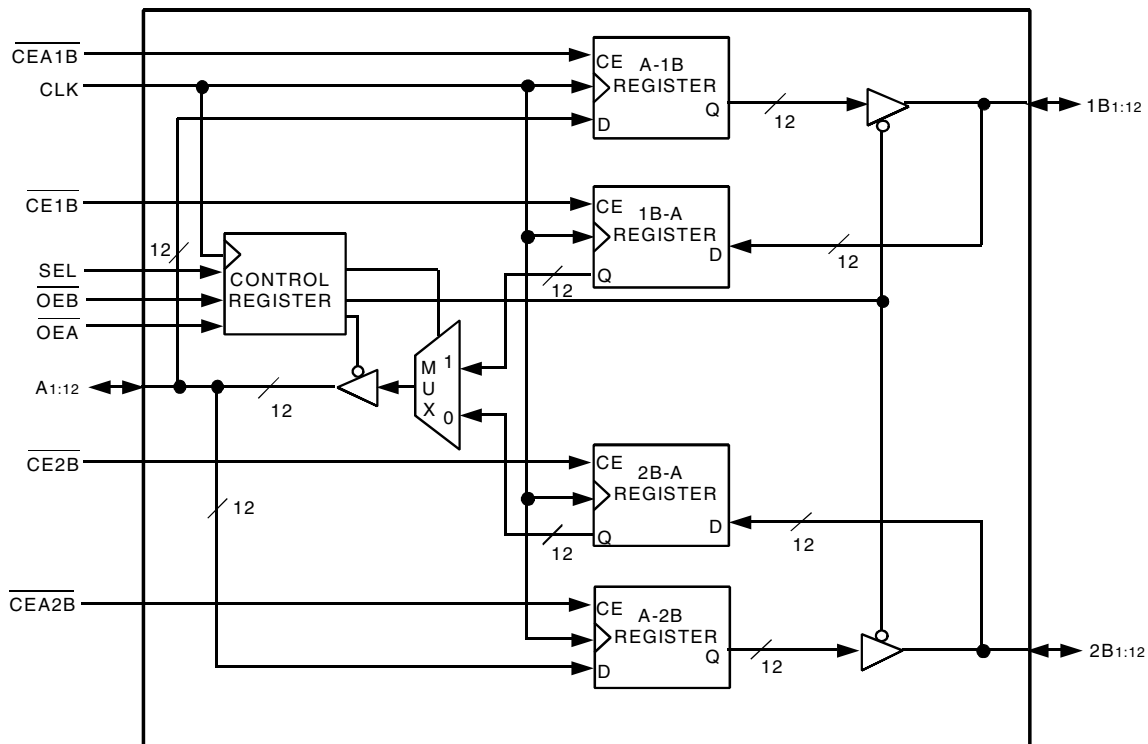 CEA1B
CLK
CE1B
SEL
OEB
OEA
A1:12
CE2B
CEA2B
12
CONTROL
REGISTER
12
12
M
U
X
1
0
CE A-1B
REGISTER
Q
D
12
1B1:12
CE 1B-A
REGISTER
D
Q
12
12
CE 2B-A
REGISTER
D
Q
12
12
CE A-2B
REGISTER
Q
D
12
2B1:12